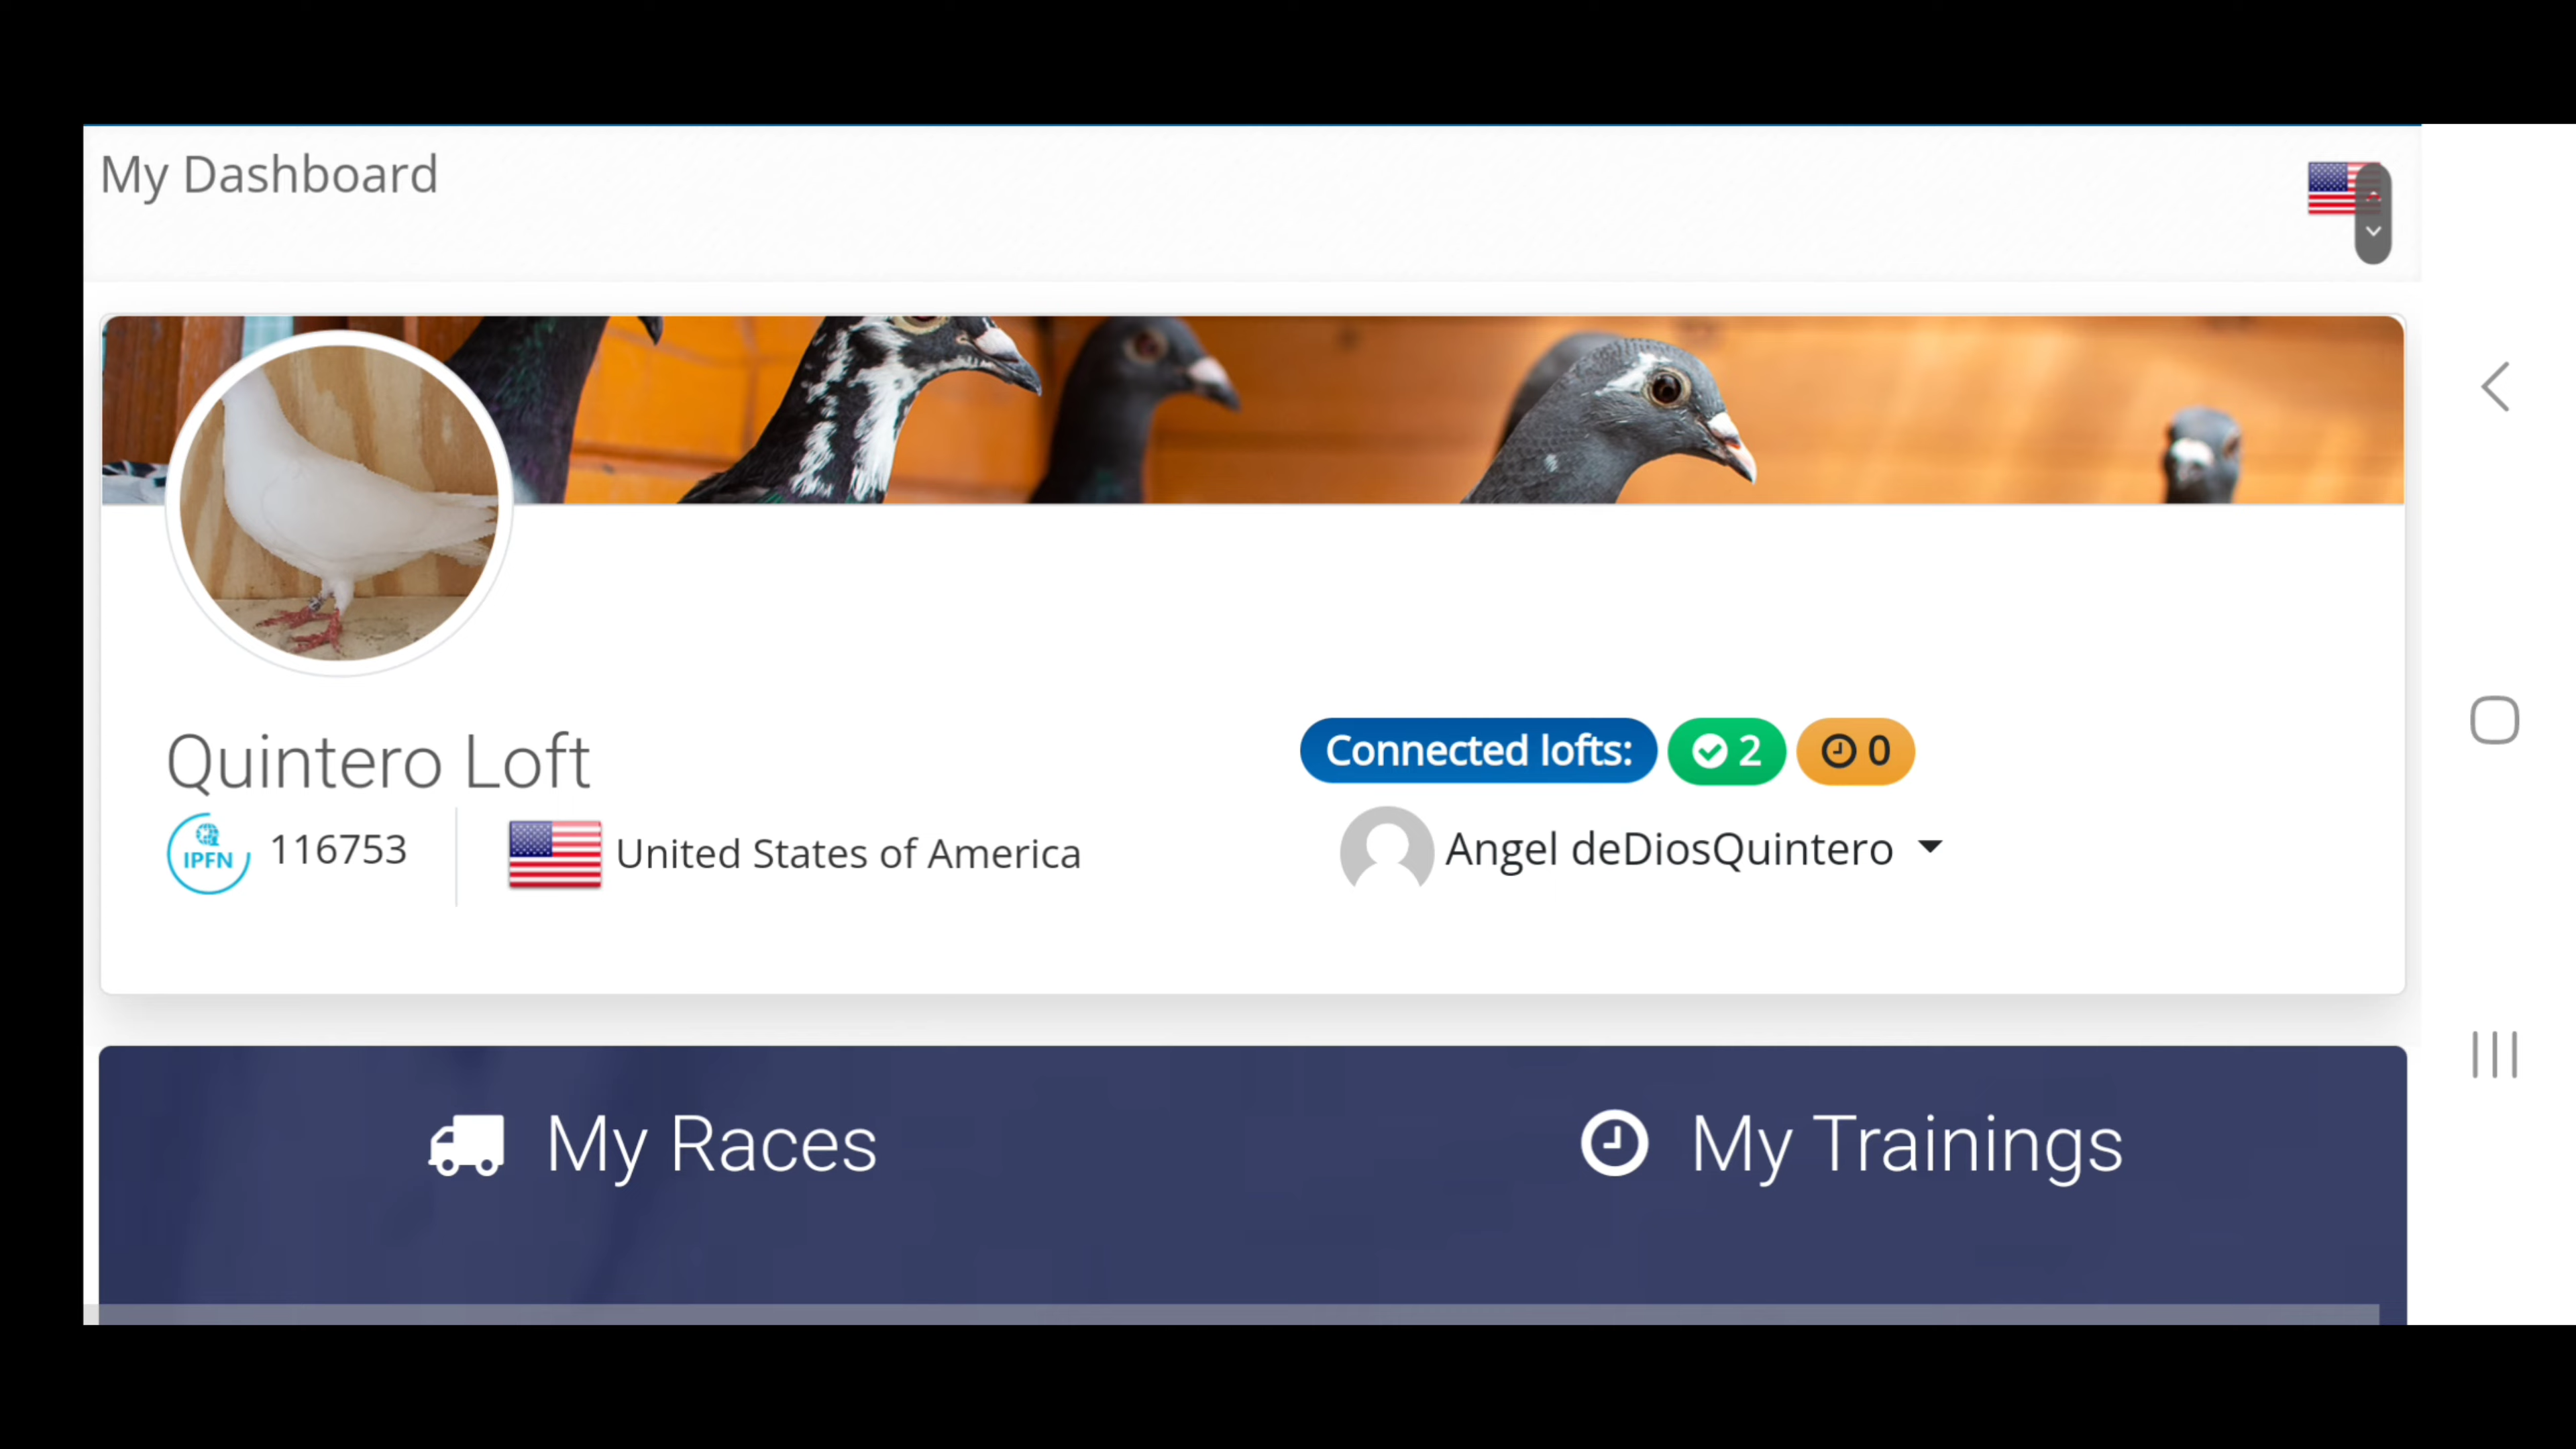 My Dashboard
Quintero Loft
Connected lofts: 2 0
IPFN 116753
United States of America
Angel deDiosQuintero
My Races
My Trainings